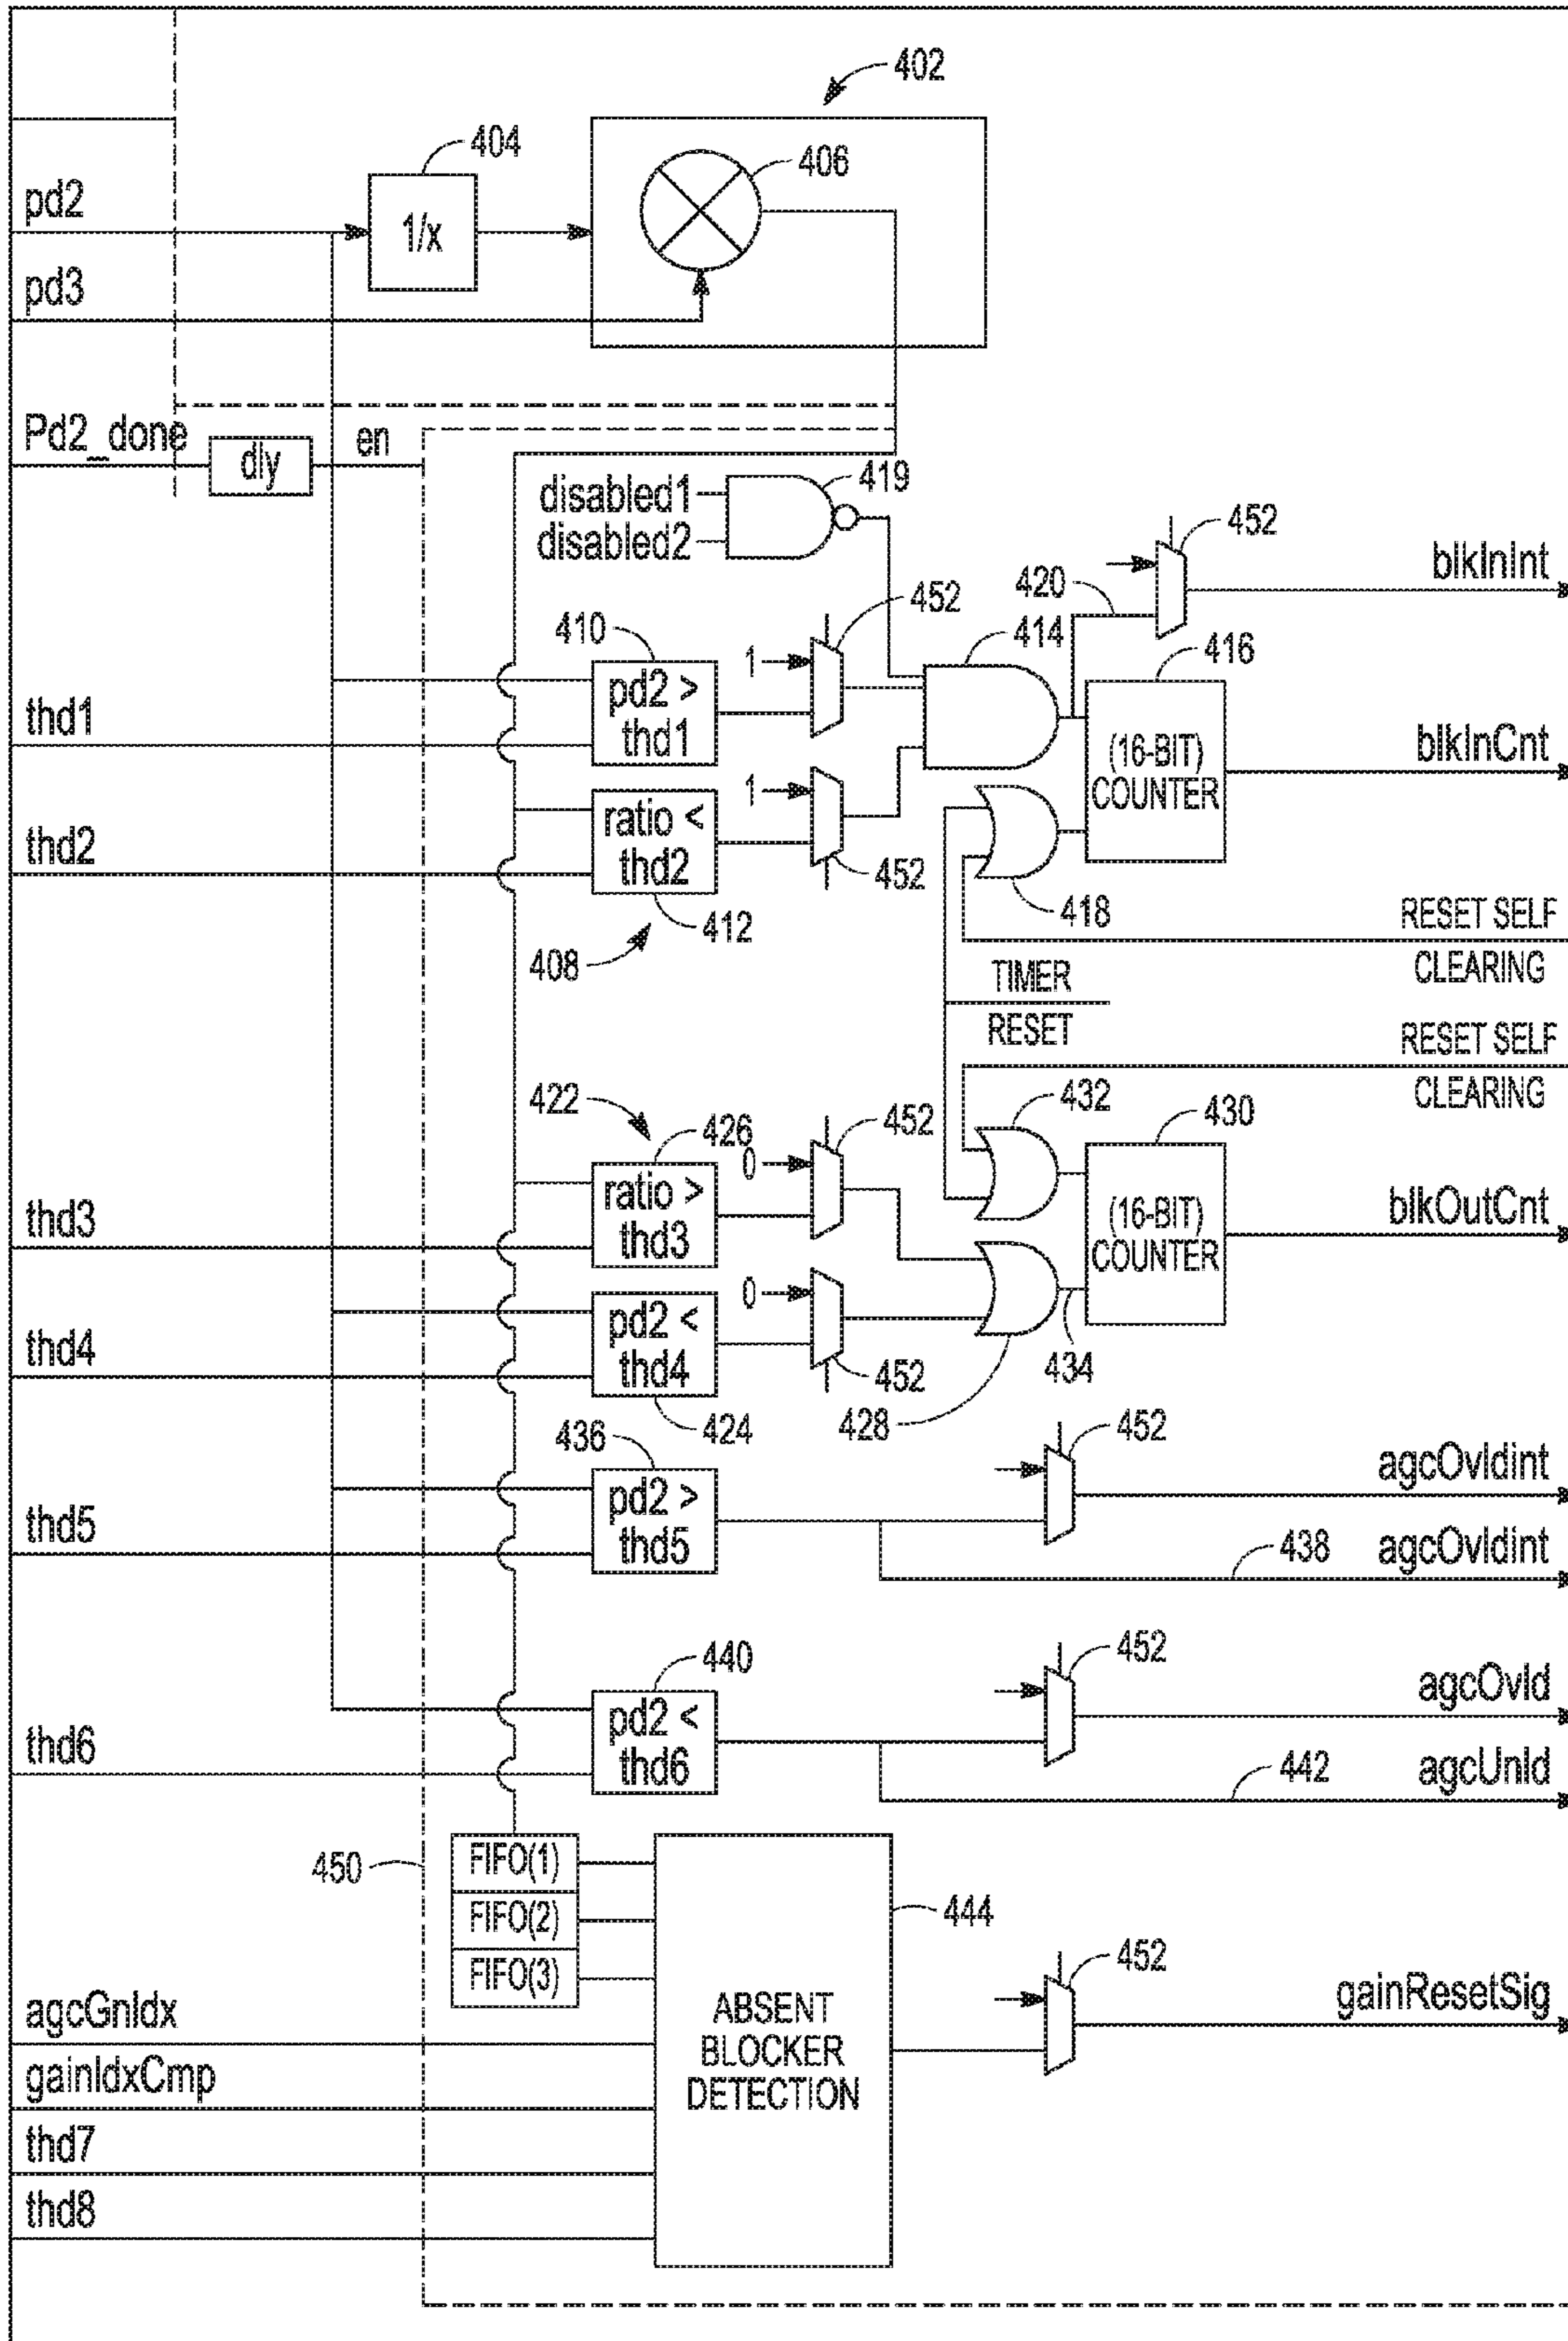 402
404
406
pd2
1/x
pd3
Pd2_done
dly
en
disabled1
disabled2
419
452
blkInInt
420
410
452
414
416
1
pd2 >
thd1
thd1
(16-BIT)
COUNTER
blkInCnt
1
ratio <
thd2
thd2
452
418
412
408
RESET SELF
CLEARING
TIMER
RESET
RESET SELF
CLEARING
422
426
452
432
430
0
ratio >
thd3
thd3
(16-BIT)
COUNTER
blkOutCnt
0
pd2 <
thd4
thd4
452
434
424
428
436
452
agcOvldint
pd2 >
thd5
thd5
438
agcOvldint
440
452
agcOvld
pd2 <
thd6
thd6
442
agcUnld
450
FIFO(1)
FIFO(2)
FIFO(3)
444
452
gainResetSig
ABSENT
BLOCKER
DETECTION
agcGnIdx
gainIdxCmp
thd7
thd8